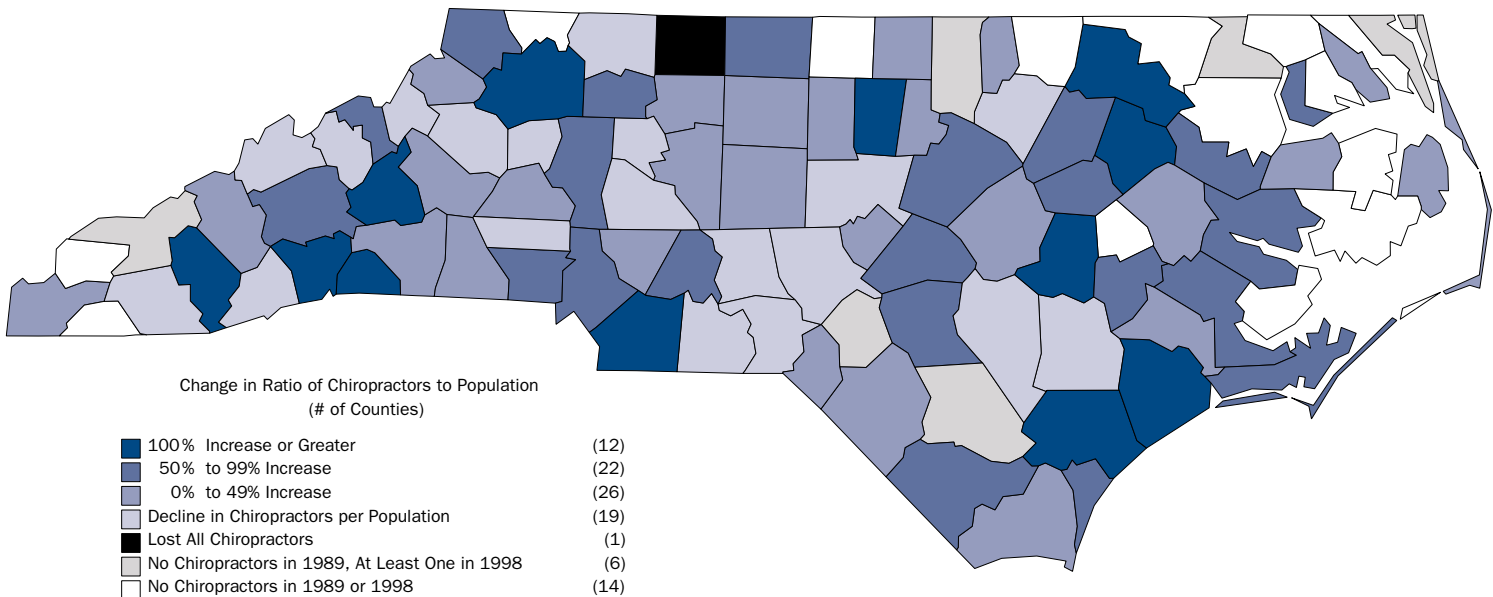 Change in Ratio of Chiropractors to Population
(# of Counties)
100% Increase or Greater (12)
50% to 99% Increase (22)
0% to 49% Increase (26)
Decline in Chiropractors per Population (19)
Lost All Chiropractors (1)
No Chiropractors in 1989, At Least One in 1998 (6)
No Chiropractors in 1989 or 1998 (14)